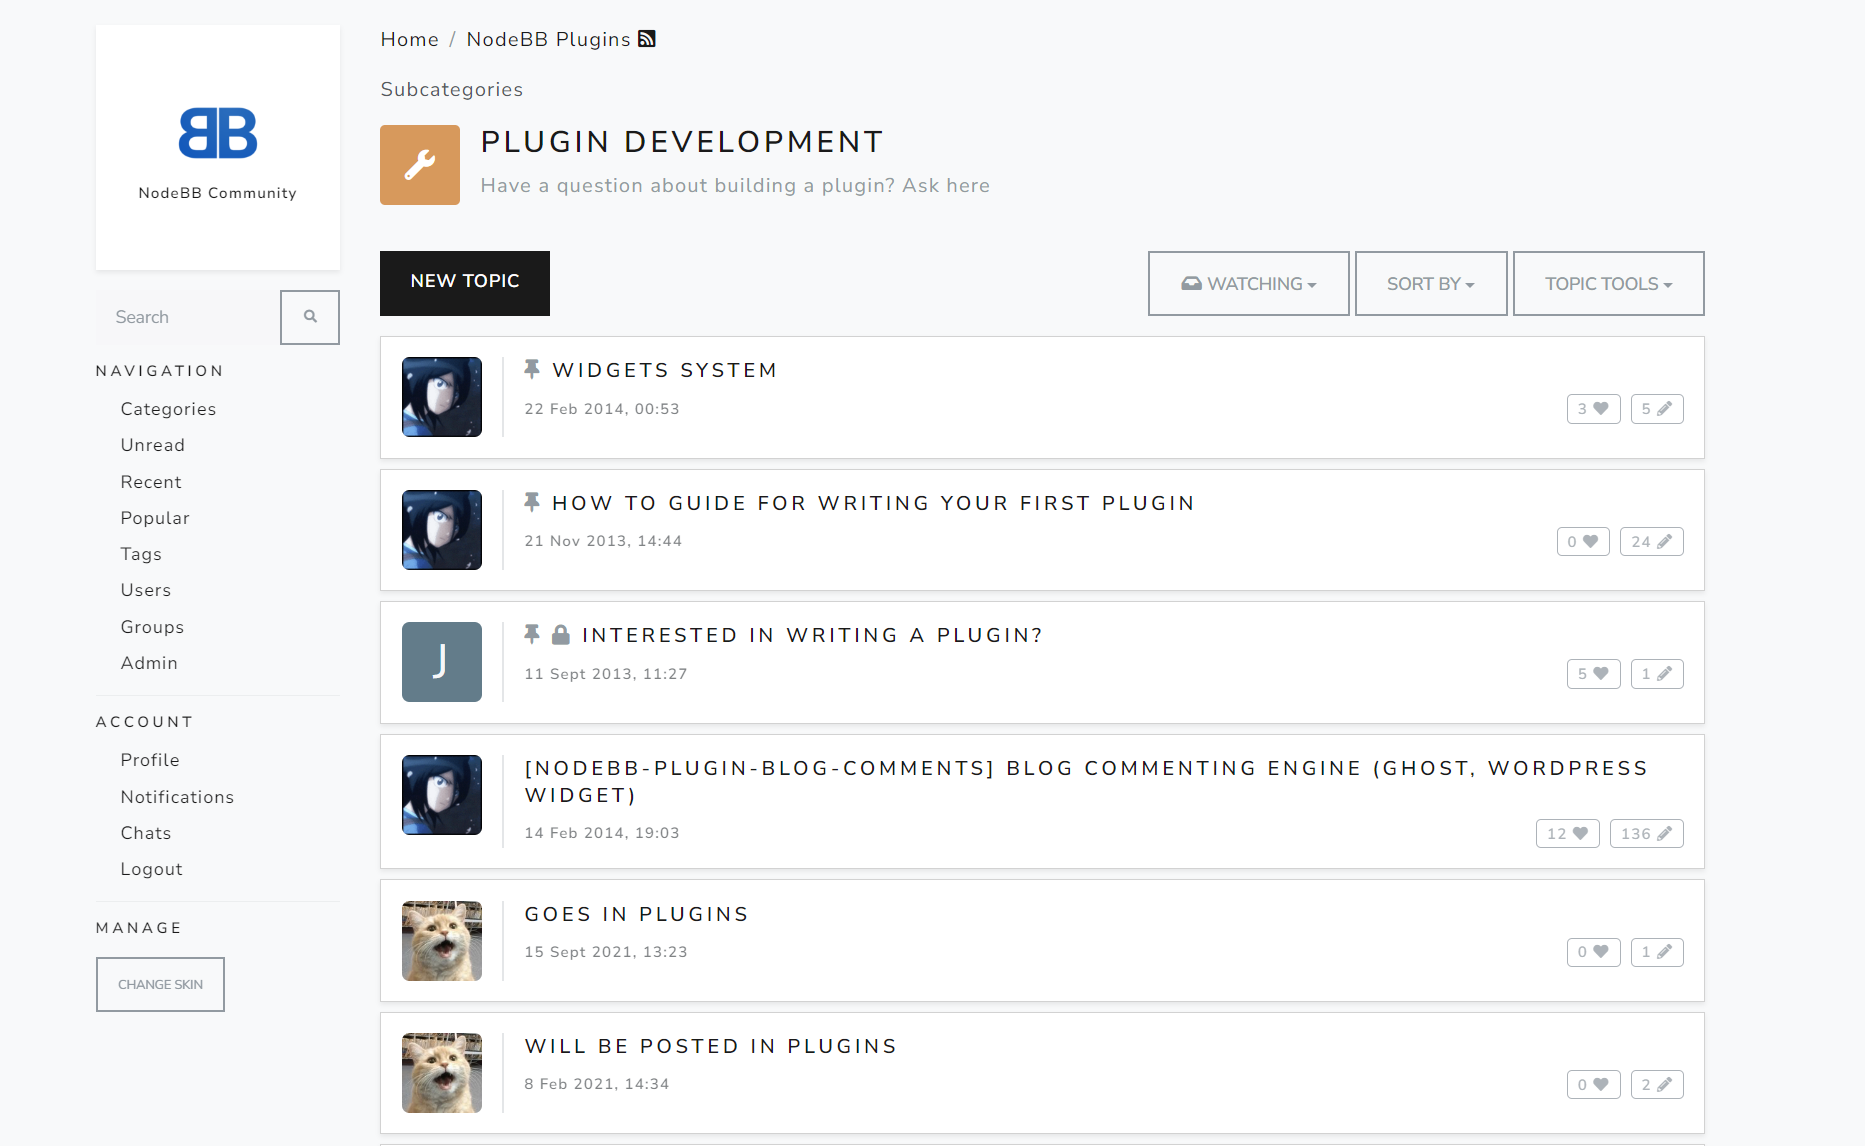 BB
NodeBB Community
Search
NAVIGATION
Categories
Unread
Recent
Popular
Tags
Users
Groups
Admin
ACCOUNT
Profile
Notifications
Chats
Logout
MANAGE
CHANGE SKIN
Home / NodeBB Plugins
Subcategories
PLUGIN DEVELOPMENT
Have a question about building a plugin? Ask here
NEW TOPIC
WATCHING
SORT BY
TOPIC TOOLS
WIDGETS SYSTEM
22 Feb 2014, 00:53
3 5
HOW TO GUIDE FOR WRITING YOUR FIRST PLUGIN
21 Nov 2013, 14:44
0 24
J
INTERESTED IN WRITING A PLUGIN?
11 Sept 2013, 11:27
5 1
[NODEBB-PLUGIN-BLOG-COMMENTS] BLOG COMMENTING ENGINE (GHOST, WORDPRESS
WIDGET)
14 Feb 2014, 19:03
12 136
GOES IN PLUGINS
15 Sept 2021, 13:23
0 1
WILL BE POSTED IN PLUGINS
8 Feb 2021, 14:34
0 2